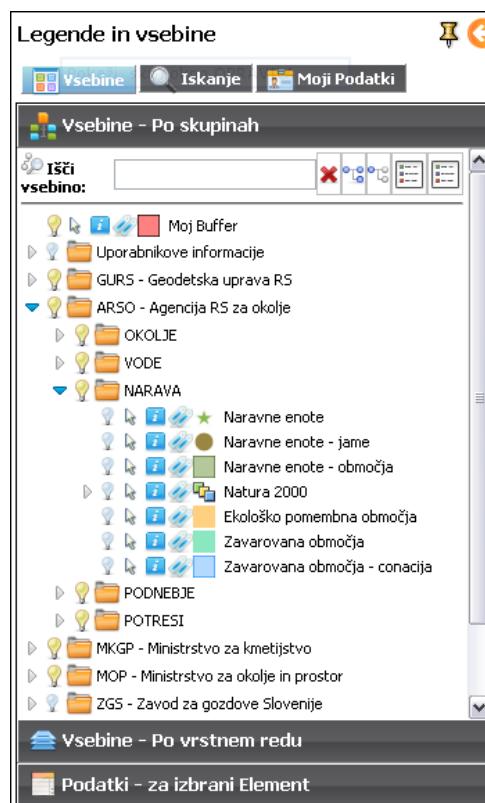 Legende in vsebine
Vsebine Iskanje Moji Podatki
Vsebine - Po skupinah
Išči
vsebino:
Moj Buffer
Uporabnikove informacije
GURS - Geodetska uprava RS
ARSO - Agencija RS za okolje
OKOLJE
VODE
NARAVA
Naravne enote
Naravne enote - jame
Naravne enote - območja
Natura 2000
Ekološko pomembna območja
Zavarovana območja
Zavarovana območja - conacija
PODNEBJE
POTRESI
MKGP - Ministrstvo za kmetijstvo
MOP - Ministrstvo za okolje in prostor
ZGS - Zavod za gozdove Slovenije
Vsebine - Po vrstnem redu
Podatki - za izbrani Element